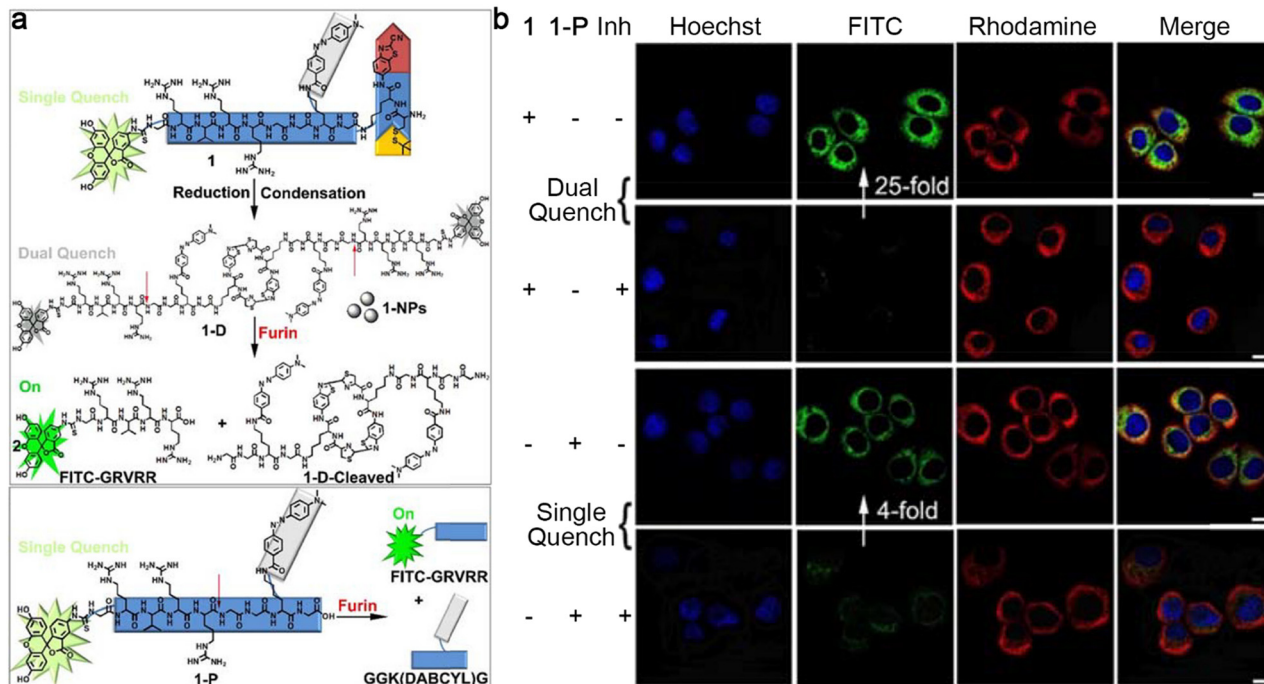 a
Single Quench
1
Reduction Condensation
Dual Quench
1-D
1-NPs
Furin
On
2
FITC-GRVRR
+
1-D-Cleaved
Single Quench
On
FITC-GRVRR
Furin
+
1-P
GGK(DABCYL)G
b
1 1-P Inh Hoechst FITC Rhodamine Merge
+ - -
Dual
Quench
{
25-fold
+ - +
- + -
Single
Quench
{
4-fold
- + +